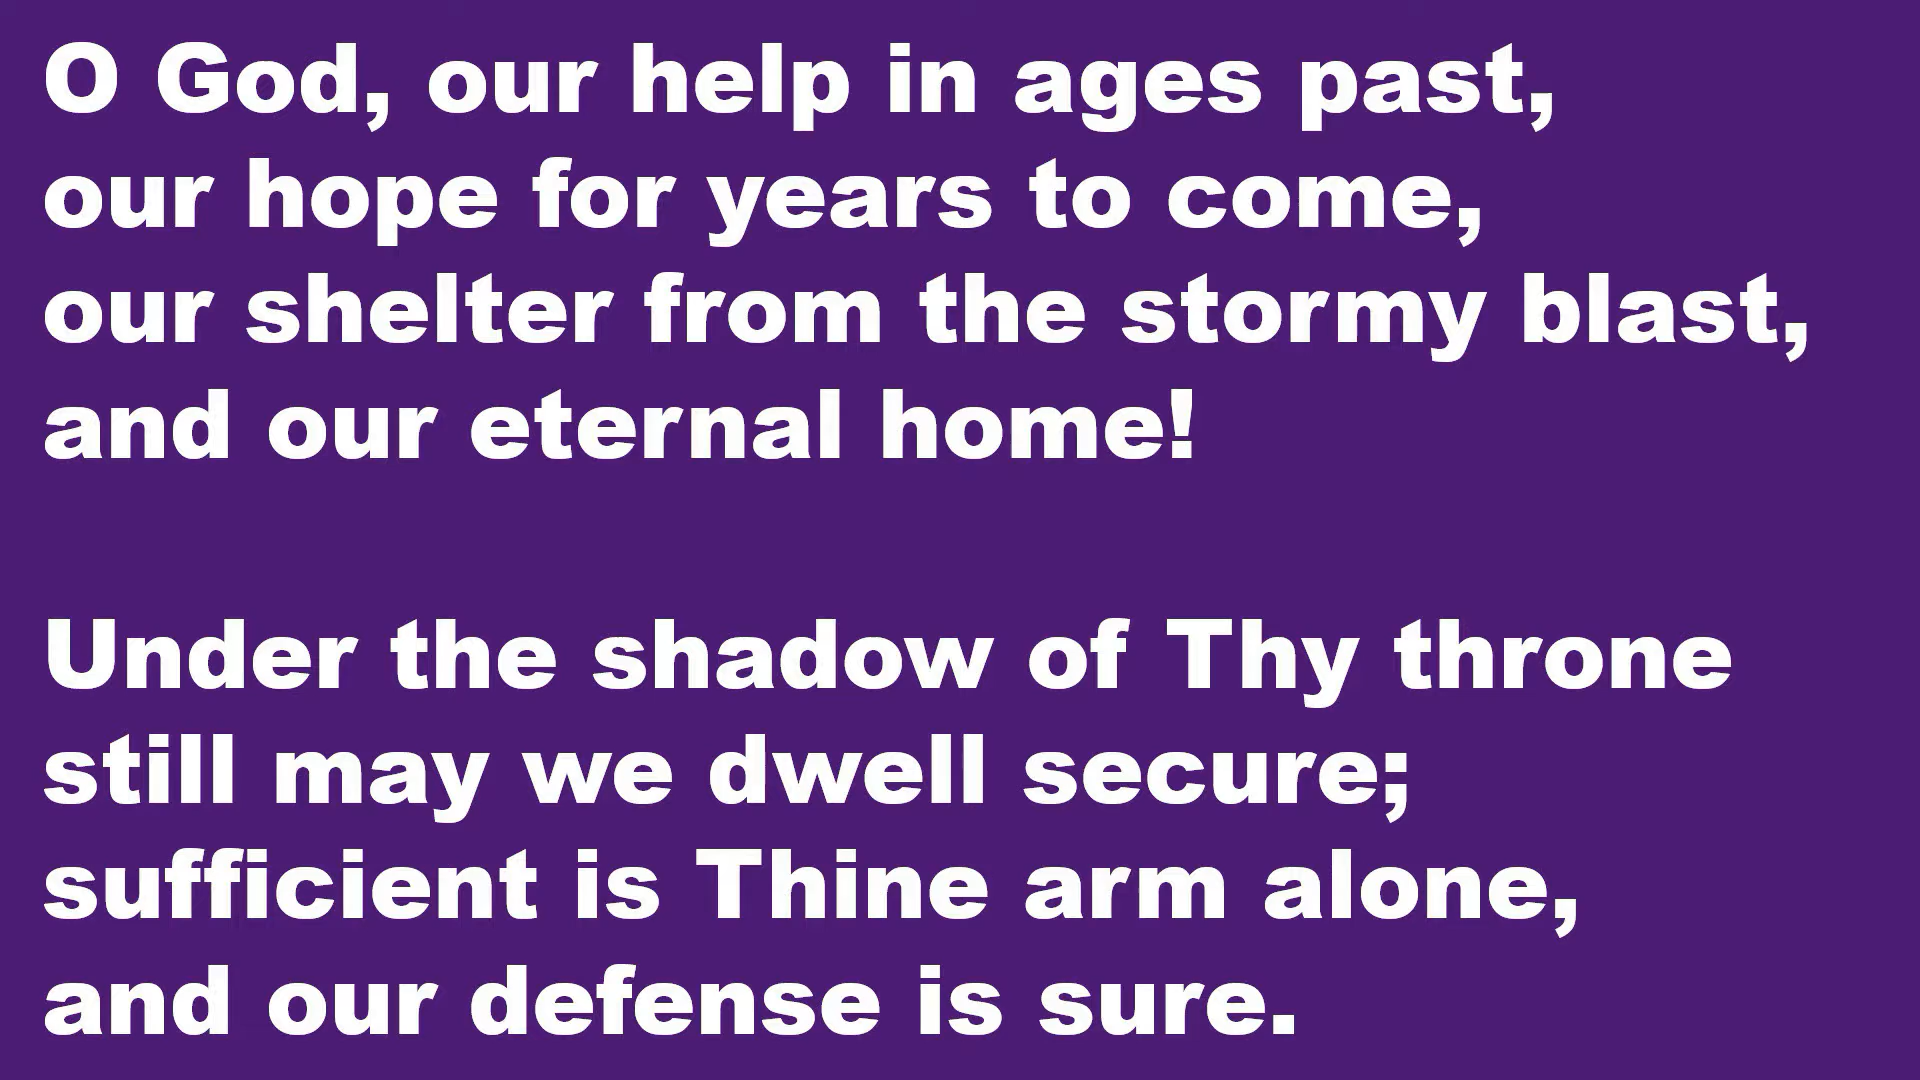 O God, our help in ages past,
our hope for years to come,
our shelter from the stormy blast,
and our eternal home!
Under the shadow of Thy throne
still may we dwell secure;
sufficient is Thine arm alone,
and our defense is sure.